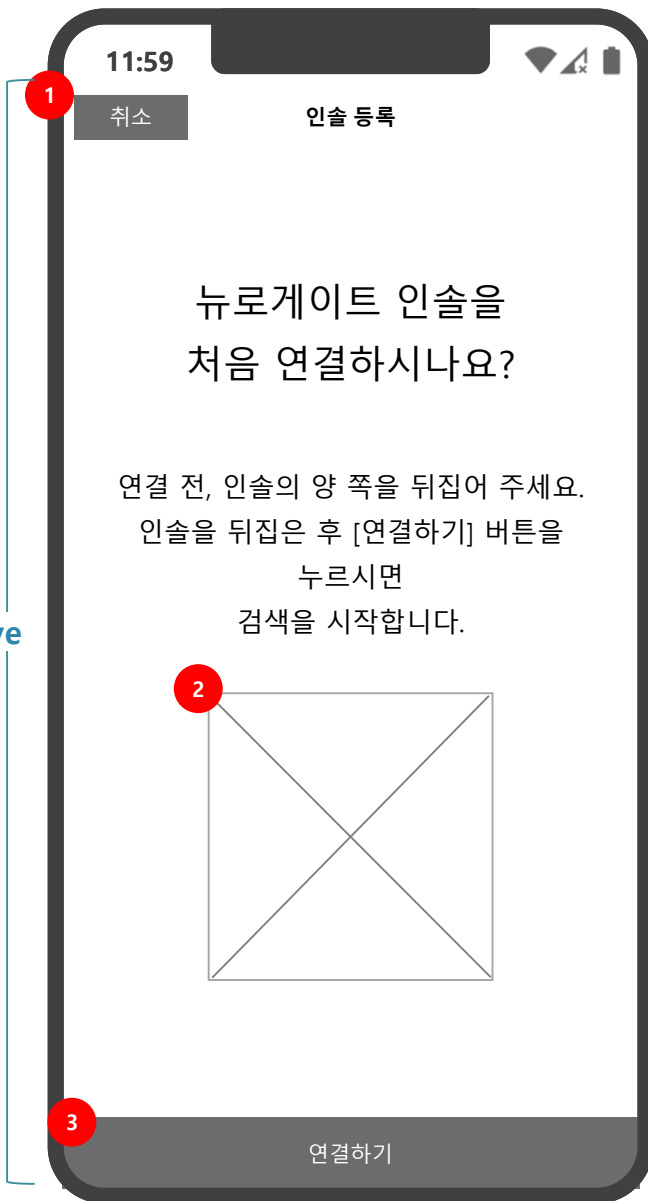 11:59
1
취소
인솔 등록
뉴로게이트 인솔을
처음 연결하시나요?
연결 전, 인솔의 양 쪽을 뒤집어 주세요.
인솔을 뒤집은 후 [연결하기] 버튼을
누르시면
검색을 시작합니다.
2
3
연결하기